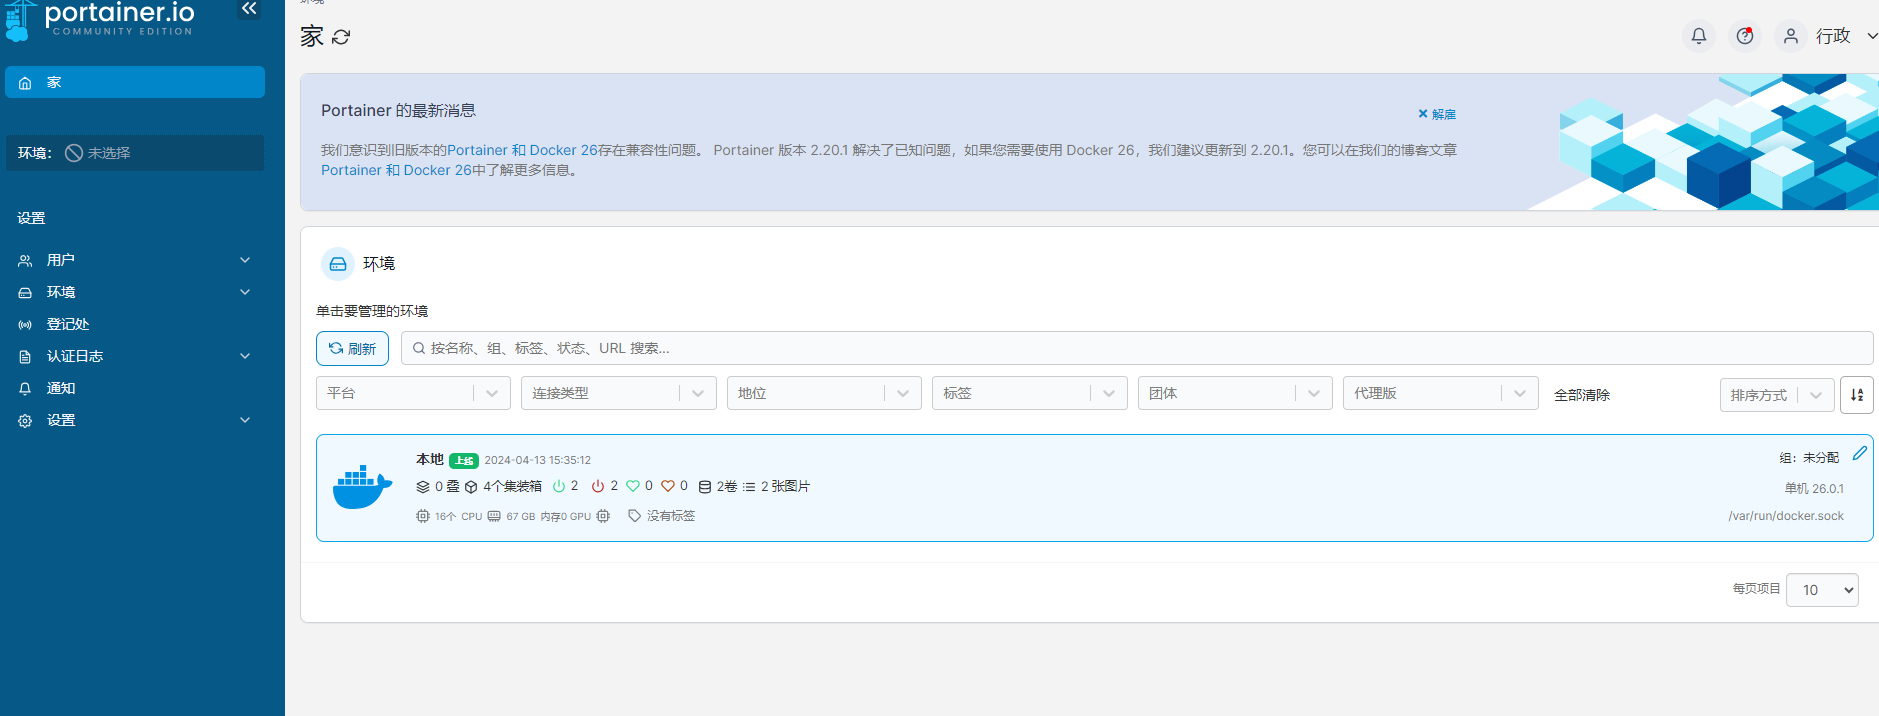 portainer.io
COMMUNITY EDITION
家
环境：
未选择
设置
用户
环境
登记处
认证日志
通知
设置
家
行政
Portainer 的最新消息
解雇
我们意识到旧版本的Portainer 和 Docker 26存在兼容性问题。 Portainer 版本 2.20.1 解决了已知问题，如果您需要使用 Docker 26，我们建议更新到 2.20.1。您可以在我们的博客文章
Portainer 和 Docker 26中了解更多信息。
环境
单击要管理的环境
刷新
按名称、组、标签、状态、URL 搜索...
平台
连接类型
地位
标签
团体
代理版
全部清除
排序方式
本地 上线 2024-04-13 15:35:12
组：未分配
0 叠 4个集装箱 2 2 0 0 2卷 2 张图片
单机 26.0.1
16个 CPU 67 GB 内存0 GPU 没有标签
/var/run/docker.sock
每页项目 10